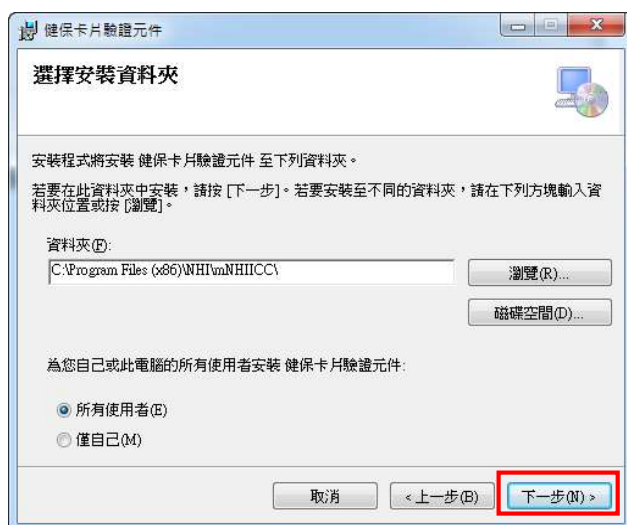 健保卡片驗證元件
選擇安裝資料夾
安裝程式將安裝 健保卡片驗證元件 至下列資料夾。
若要在此資料夾中安裝，請按 [下一步]。若要安裝至不同的資料夾，請在下列方塊輸入資
料夾位置或按 [瀏覽]。
資料夾(F):
C:\Program Files (x86)\NHI\mNHIICC\
瀏覽(R)...
磁碟空間(D)...
為您自己或此電腦的所有使用者安裝 健保卡片驗證元件:
所有使用者(E)
僅自己(M)
取消
<上一步(B)
下一步(N) >